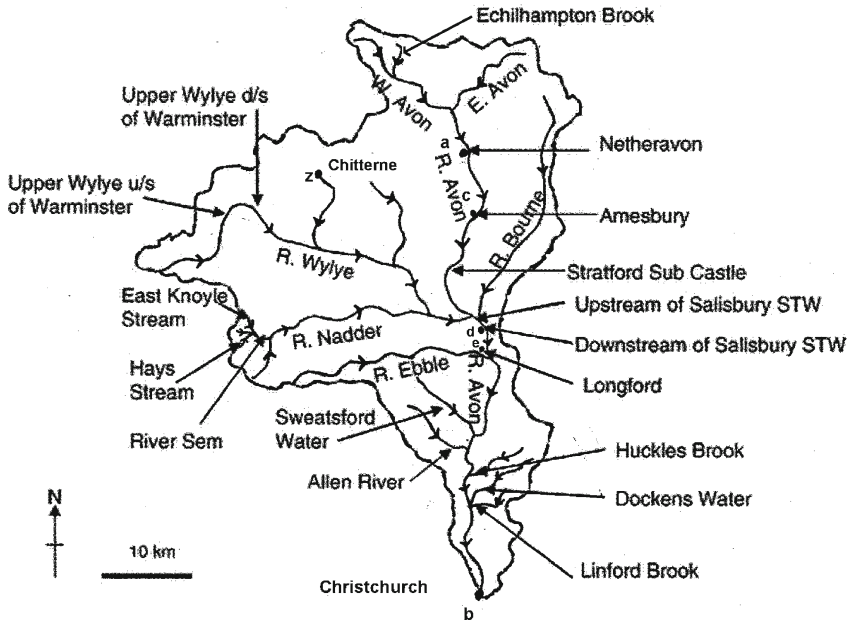 Echilhampton Brook
W. Avon
E. Avon
Upper Wylye d/s
of Warminster
a
Netheravon
z
Chitterne
R. Avon
Upper Wylye u/s
of Warminster
c
Amesbury
R. Bourne
R. Wylye
Stratford Sub Castle
East Knoyle
Stream
Upstream of Salisbury STW
R. Nadder
d
Downstream of Salisbury STW
e
Hays
Stream
R. Ebble
R. Avon
Longford
Sweatsford
Water
River Sem
Huckles Brook
Allen River
Dockens Water
N
10 km
Linford Brook
Christchurch
b